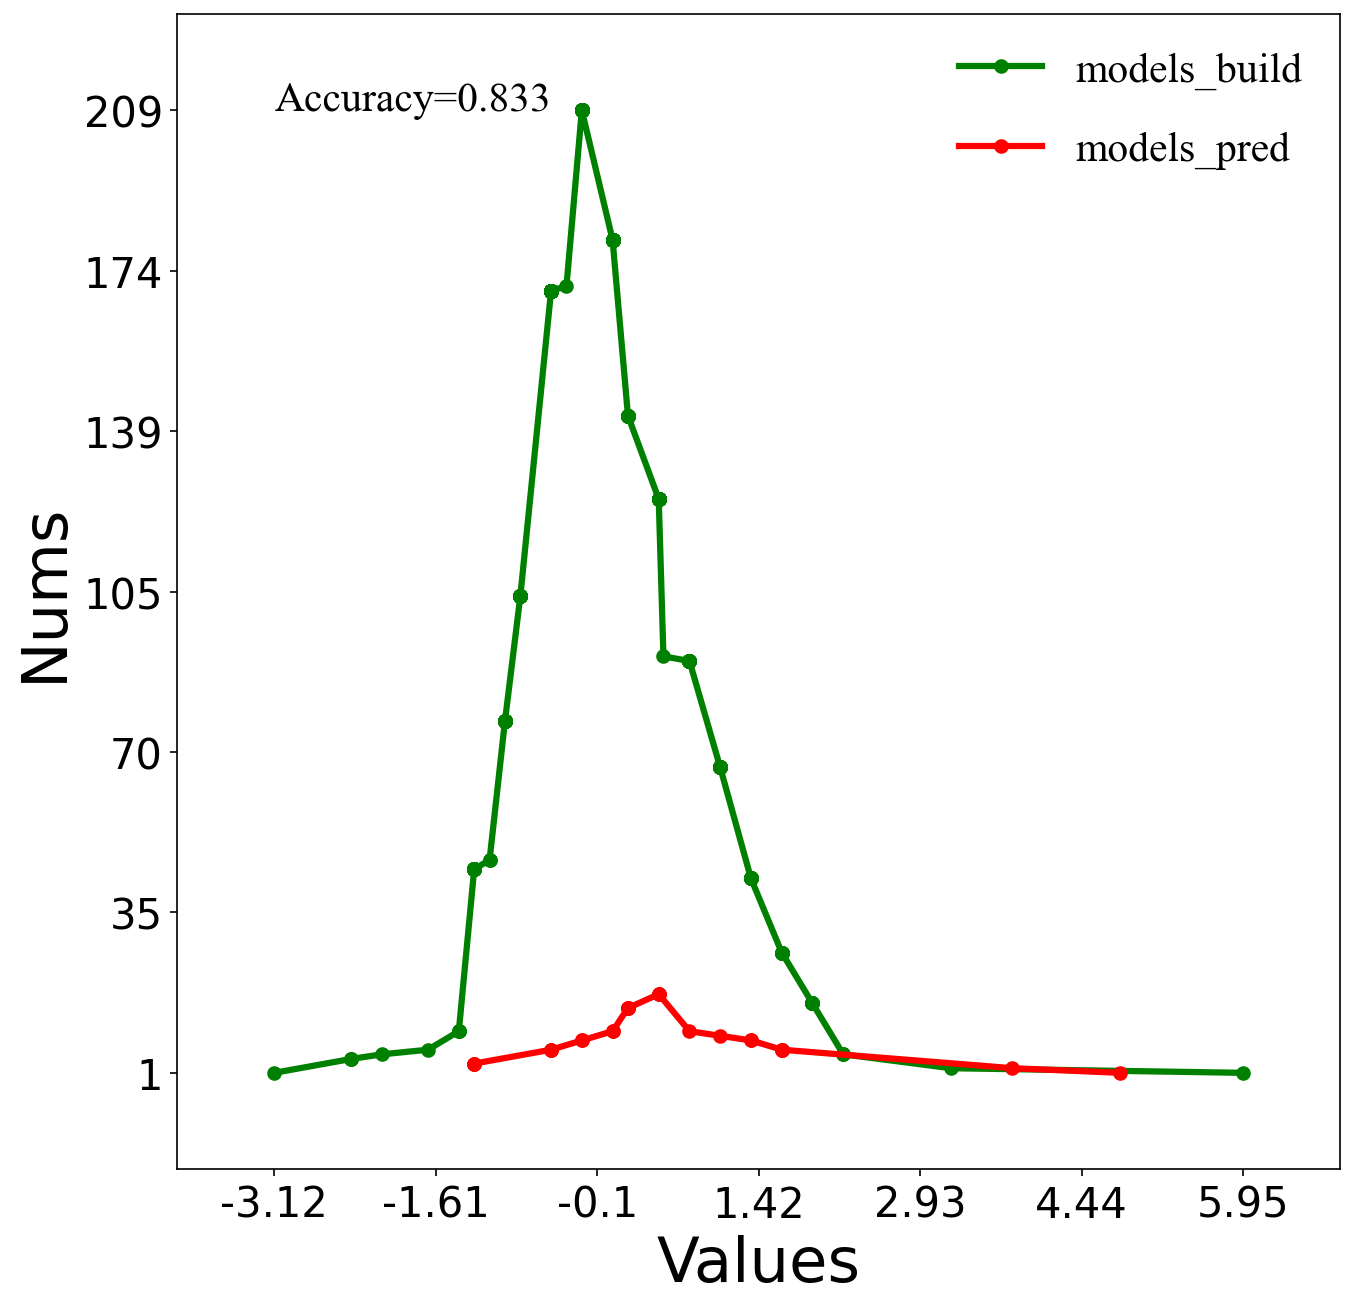 models_build
Accuracy=0.833
models_pred
209
174
139
105
70
35
1
Nums
-3.12 -1.61 -0.1 1.42 2.93 4.44 5.95
Values